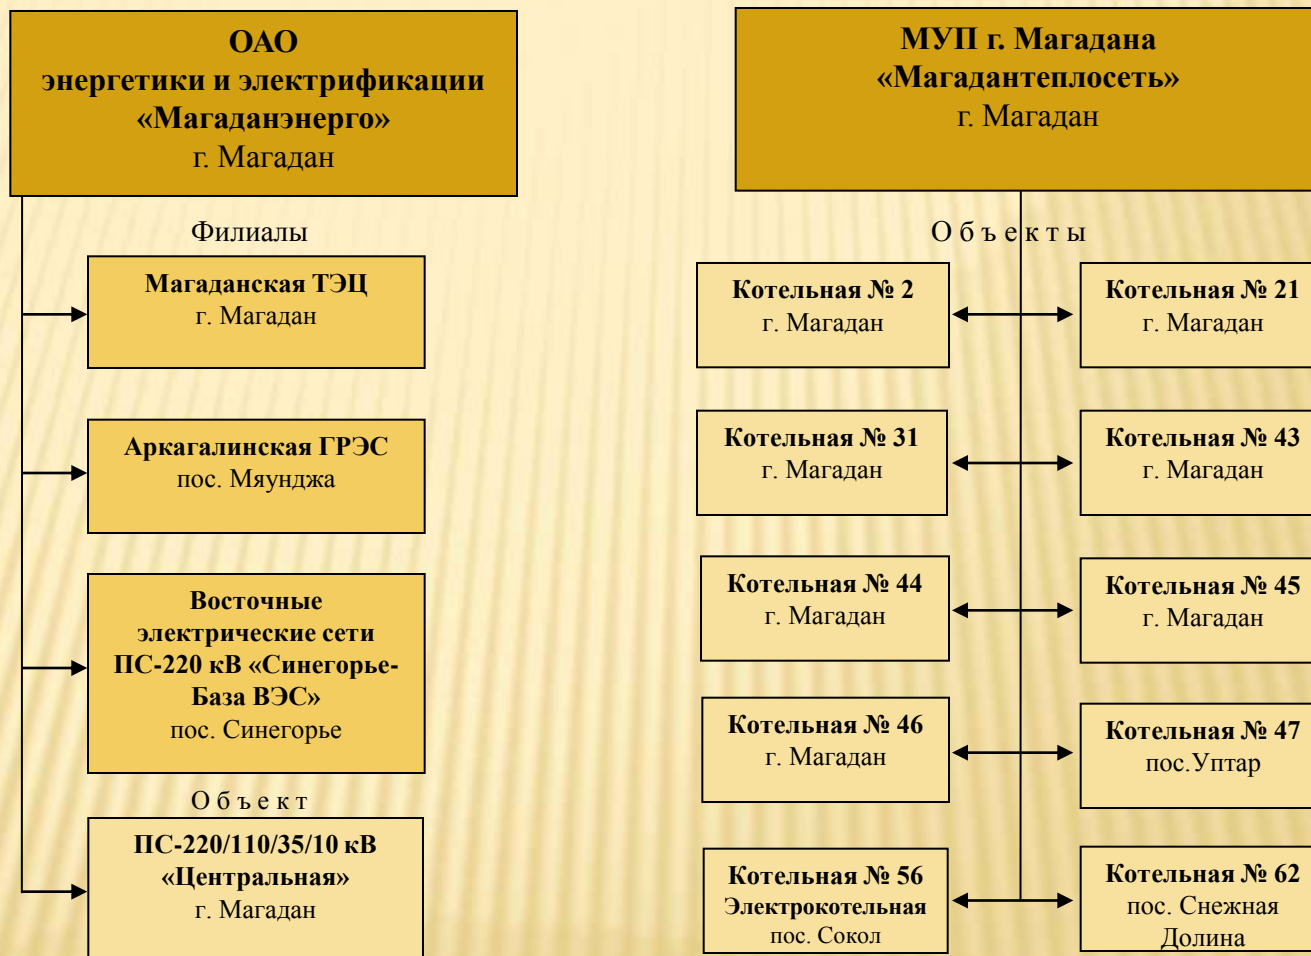 ОАО
энергетики и электрификации
«Магаданэнерго»
г. Магадан
Филиалы
Магаданская ТЭЦ
г. Магадан
Аркагалинская ГРЭС
пос. Мяунджа
Восточные
электрические сети
ПС-220 кВ «Синегорье-
База ВЭС»
пос. Синегорье
О б ъ е к т
ПС-220/110/35/10 кВ
«Центральная»
г. Магадан
МУП г. Магадана
«Магадантеплосеть»
г. Магадан
О б ъ е к т ы
Котельная № 2
г. Магадан
Котельная № 21
г. Магадан
Котельная № 31
г. Магадан
Котельная № 43
г. Магадан
Котельная № 44
г. Магадан
Котельная № 45
г. Магадан
Котельная № 46
г. Магадан
Котельная № 47
пос.Уптар
Котельная № 56
Электрокотельная
пос. Сокол
Котельная № 62
пос. Снежная
Долина